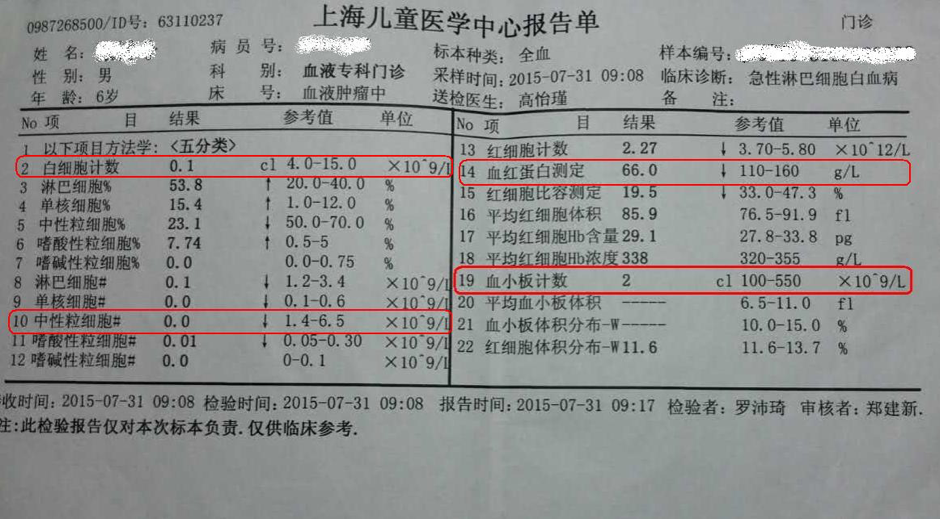 上海儿童医学中心报告单
0987268500/ID号: 63110237 门诊
姓 名: 病 员 号: 标本种类: 全血 样本编号:
性 别: 男 科 别: 血液专科门诊 采样时间: 2015-07-31 09:08 临床诊断: 急性淋巴细胞白血病
年 龄: 6岁 床 号: 血液肿瘤中 送检医生: 高怡瑾 备 注:
No 项 目 结果 参考值 单位
1 以下项目方法学: <五分类>
2 白细胞计数 0.1 cl 4.0-15.0 ×10^9/L
3 淋巴细胞% 53.8 ↑ 20.0-40.0 %
4 单核细胞% 15.4 ↑ 1.0-12.0 %
5 中性粒细胞% 23.1 ↓ 50.0-70.0 %
6 嗜酸性粒细胞% 7.74 ↑ 0.5-5 %
7 嗜碱性粒细胞% 0.0 0.0-0.75 %
8 淋巴细胞# 0.1 ↓ 1.2-3.4 ×10^9/L
9 单核细胞# 0.0 ↓ 0.1-0.6 ×10^9/L
10 中性粒细胞# 0.0 ↓ 1.4-6.5 ×10^9/L
11 嗜酸性粒细胞# 0.01 ↓ 0.05-0.30 ×10^9/L
12 嗜碱性粒细胞# 0.0 0-0.1 ×10^9/L
No 项 目 结果 参考值 单位
13 红细胞计数 2.27 ↓ 3.70-5.80 ×10^12/L
14 血红蛋白测定 66.0 ↓ 110-160 g/L
15 红细胞比容测定 19.5 ↓ 33.0-47.3 %
16 平均红细胞体积 85.9 76.5-91.9 fl
17 平均红细胞Hb含量 29.1 27.8-33.8 pg
18 平均红细胞Hb浓度 338 320-355 g/L
19 血小板计数 2 cl 100-550 ×10^9/L
20 平均血小板体积 ----- 6.5-11.0 fl
21 血小板体积分布-W ----- 10.0-15.0 %
22 红细胞体积分布-W 11.6 11.6-13.7 %
收时间: 2015-07-31 09:08 检验时间: 2015-07-31 09:08 报告时间: 2015-07-31 09:17 检验者: 罗沛琦 审核者: 郑建新.
注:此检验报告仅对本次标本负责.仅供临床参考.